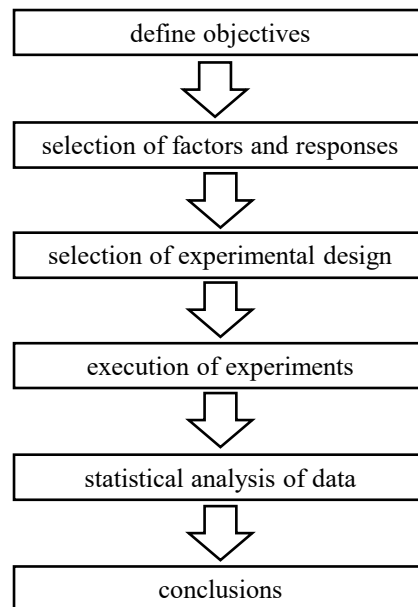 define objectives
selection of factors and responses
selection of experimental design
execution of experiments
statistical analysis of data
conclusions